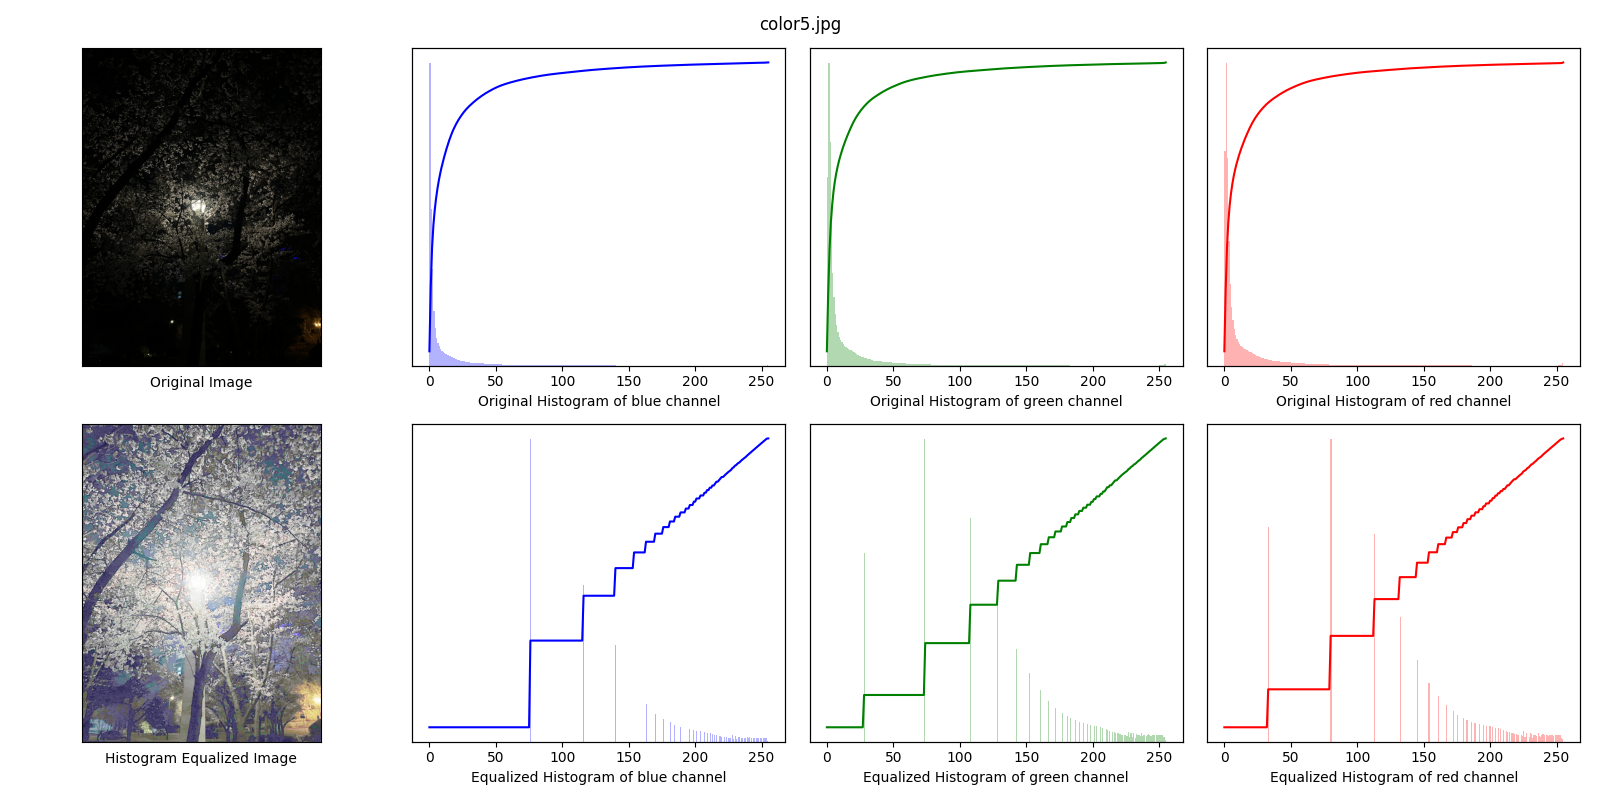 color5.jpg
0 50 100 150 200 250
0 50 100 150 200 250
0 50 100 150 200 250
Original Image
Original Histogram of blue channel
Original Histogram of green channel
Original Histogram of red channel
0 50 100 150 200 250
0 50 100 150 200 250
0 50 100 150 200 250
Histogram Equalized Image
Equalized Histogram of blue channel
Equalized Histogram of green channel
Equalized Histogram of red channel